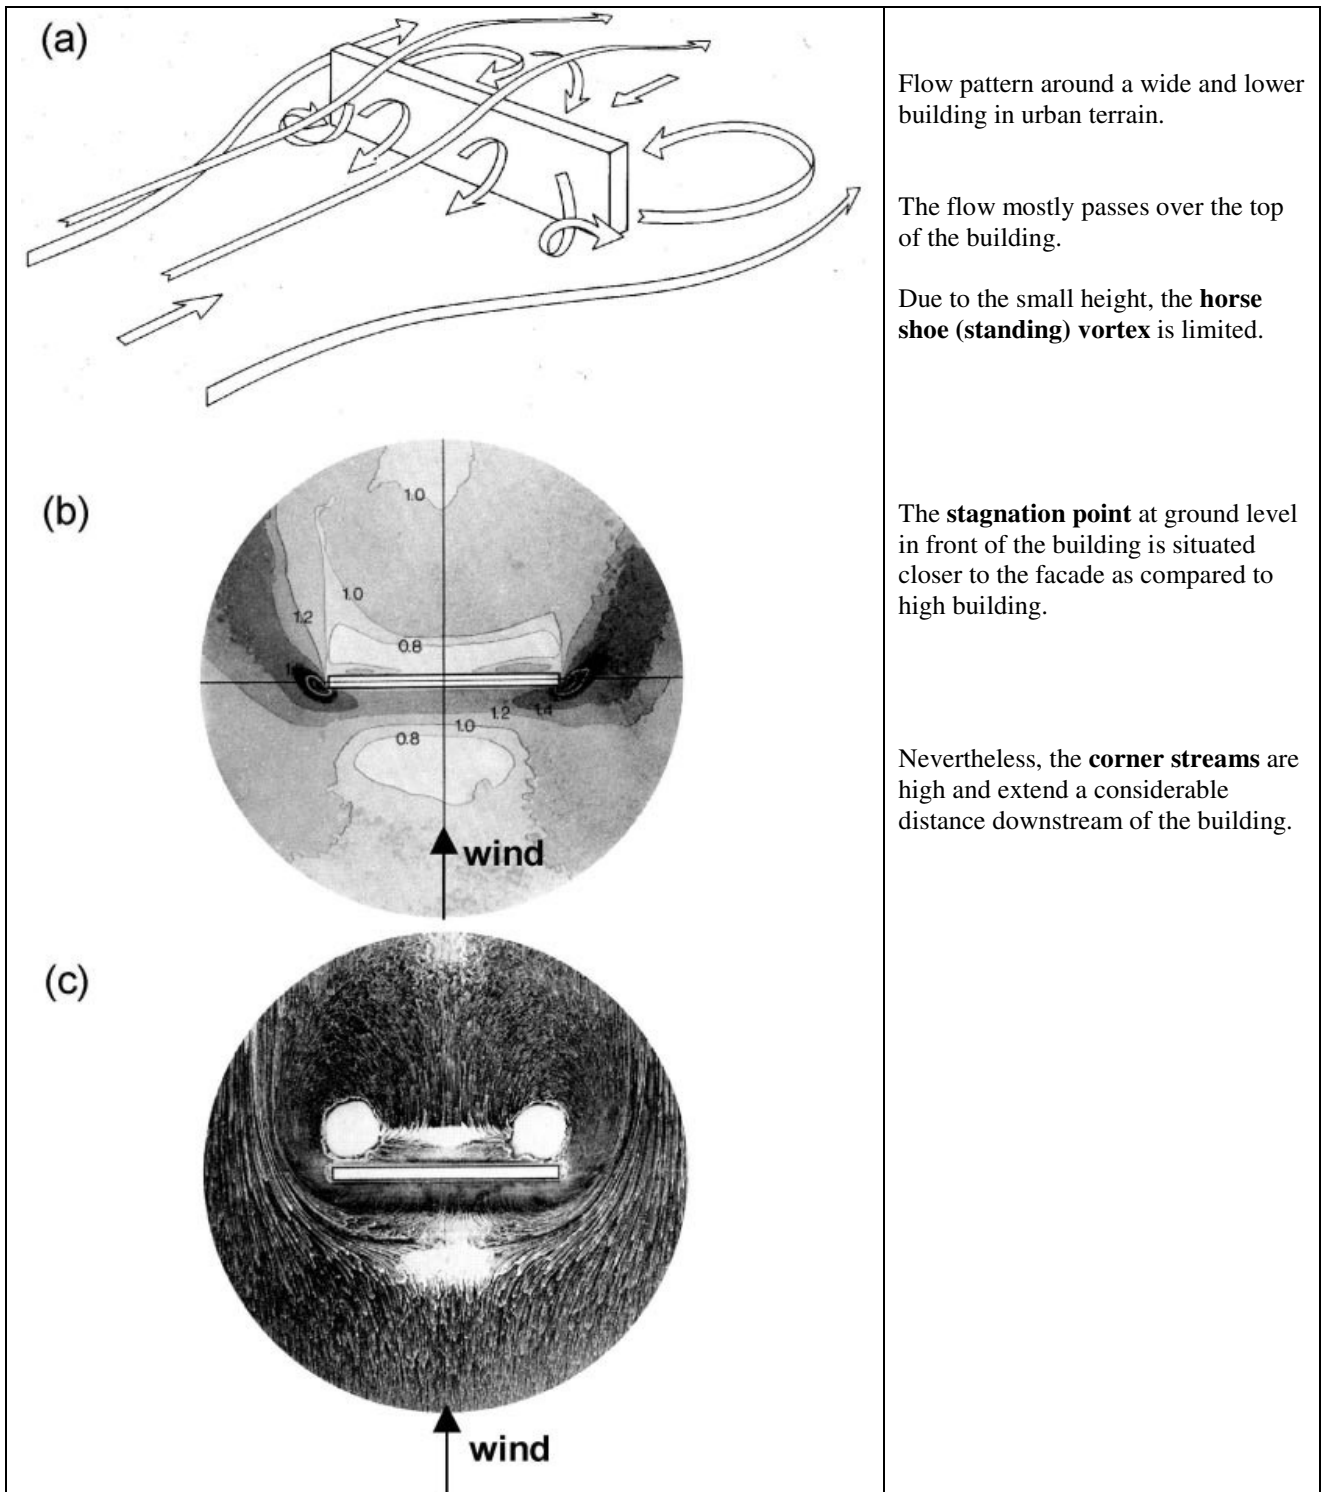 (a)
Flow pattern around a wide and lower
building in urban terrain.
The flow mostly passes over the top
of the building.
Due to the small height, the horse
shoe (standing) vortex is limited.
(b)
1.0
1.0
1.2
0.8
1.2
1.4
1.0
0.8
wind
The stagnation point at ground level
in front of the building is situated
closer to the facade as compared to
high building.
Nevertheless, the corner streams are
high and extend a considerable
distance downstream of the building.
(c)
wind